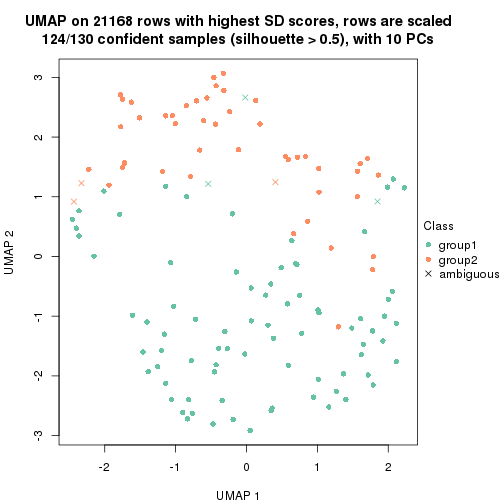 UMAP on 21168 rows with highest SD scores, rows are scaled
124/130 confident samples (silhouette > 0.5), with 10 PCs
3
2
1
0
-1
-2
-3
UMAP 2
-2
-1
0
1
2
UMAP 1
Class
group1
group2
ambiguous